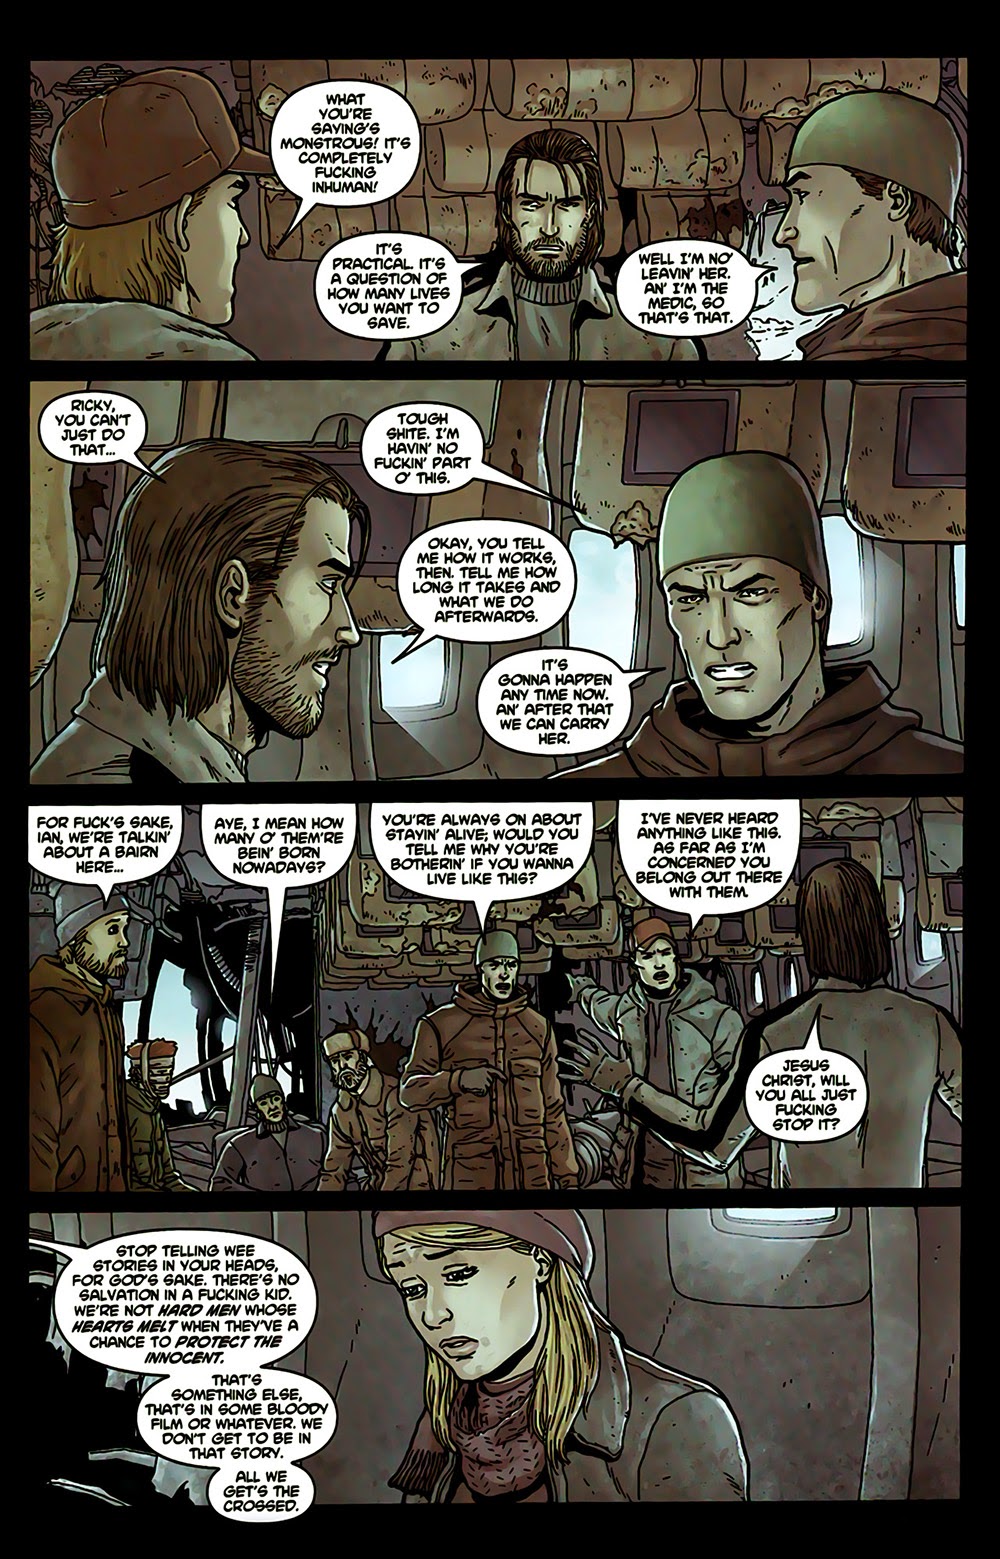 WHAT
YOU'RE
SAYING'S
MONSTROUS! IT'S
COMPLETELY
FUCKING
INHUMAN!
IT'S
PRACTICAL. IT'S
A QUESTION OF
HOW MANY LIVES
YOU WANT TO
SAVE.
WELL I'M NO'
LEAVIN' HER.
AN' I'M THE
MEDIC, SO
THAT'S THAT.
RICKY,
YOU CAN'T
JUST DO
THAT...
TOUGH
SHITE. I'M
HAVIN' NO
FUCKIN' PART
O' THIS.
OKAY, YOU TELL
ME HOW IT WORKS,
THEN. TELL ME HOW
LONG IT TAKES AND
WHAT WE DO
AFTERWARDS.
IT'S
GONNA HAPPEN
ANY TIME NOW.
AN' AFTER THAT
WE CAN CARRY
HER.
FOR FUCK'S SAKE,
IAN, WE'RE TALKIN'
ABOUT A BAIRN
HERE...
AYE, I MEAN HOW
MANY O' THEM'RE
BEIN' BORN
NOWADAYS?
YOU'RE ALWAYS ON ABOUT
STAYIN' ALIVE; WOULD YOU
TELL ME WHY YOU'RE
BOTHERIN' IF YOU WANNA
LIVE LIKE THIS?
I'VE NEVER HEARD
ANYTHING LIKE THIS.
AS FAR AS I'M
CONCERNED YOU
BELONG OUT THERE
WITH THEM.
JESUS
CHRIST, WILL
YOU ALL JUST
FUCKING
STOP IT?
STOP TELLING WEE
STORIES IN YOUR HEADS,
FOR GOD'S SAKE. THERE'S NO
SALVATION IN A FUCKING KID.
WE'RE NOT HARD MEN WHOSE
HEARTS MELT WHEN THEY'VE A
CHANCE TO PROTECT THE
INNOCENT.
THAT'S
SOMETHING ELSE,
THAT'S IN SOME BLOODY
FILM OR WHATEVER. WE
DON'T GET TO BE IN
THAT STORY.
ALL WE
GET'S THE
CROSSED.